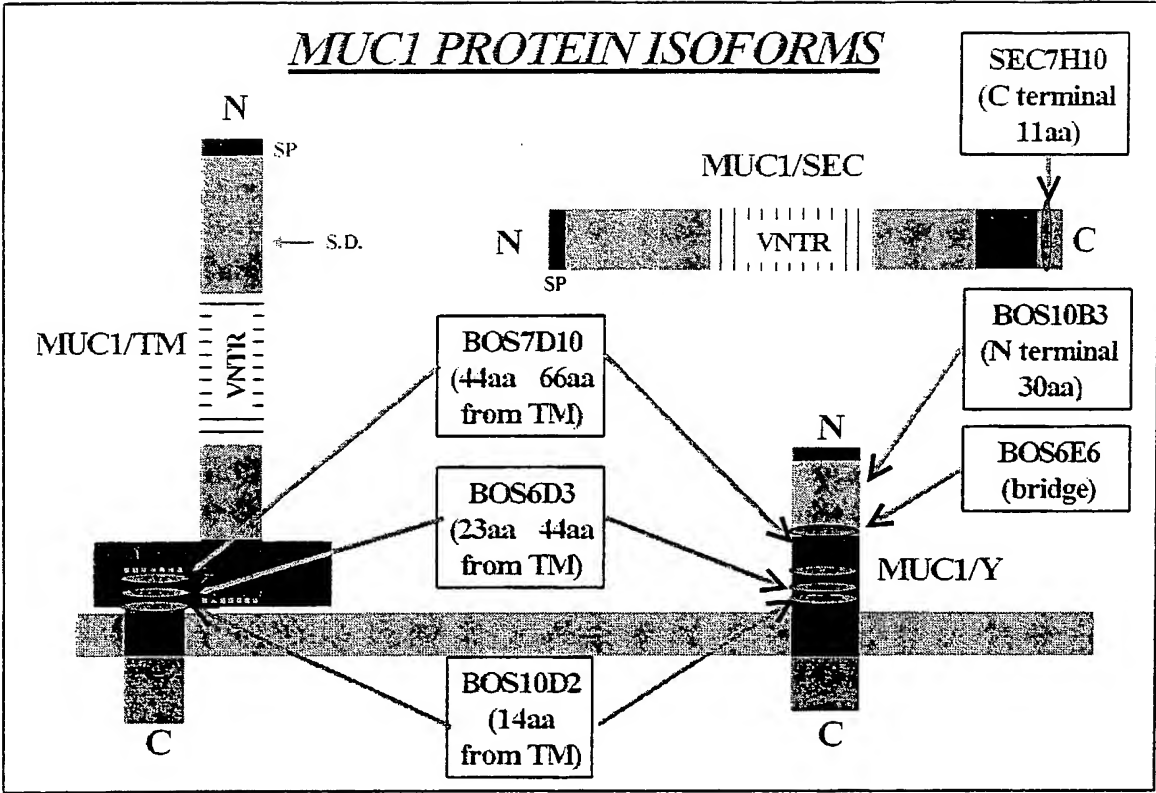 MUC1 PROTEIN ISOFORMS
SEC7H10
(C terminal
11aa)
N
SP
MUC1/SEC
S.D.
N
VNTR
C
SP
MUC1/TM
VNTR
BOS7D10
(44aa 66aa
from TM)
BOS10B3
(N terminal
30aa)
N
BOS6E6
(bridge)
BOS6D3
(23aa 44aa
from TM)
MUC1/Y
BOS10D2
(14aa
from TM)
C
C